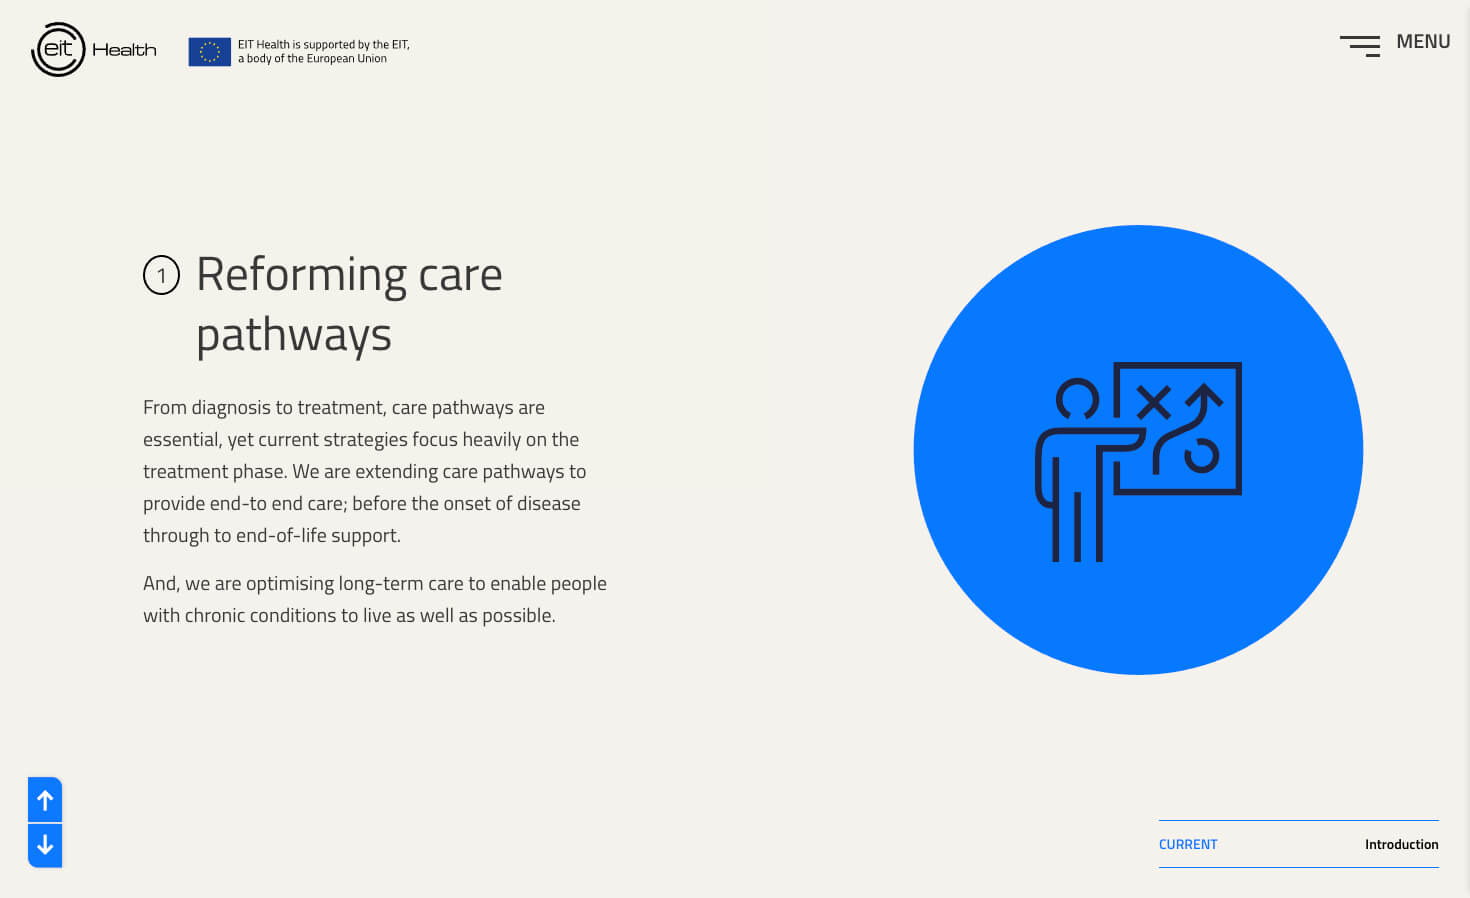 eit Health
EIT Health is supported by the EIT,
a body of the European Union
MENU
1 Reforming care
pathways
From diagnosis to treatment, care pathways are
essential, yet current strategies focus heavily on the
treatment phase. We are extending care pathways to
provide end-to end care; before the onset of disease
through to end-of-life support.
And, we are optimising long-term care to enable people
with chronic conditions to live as well as possible.
CURRENT Introduction